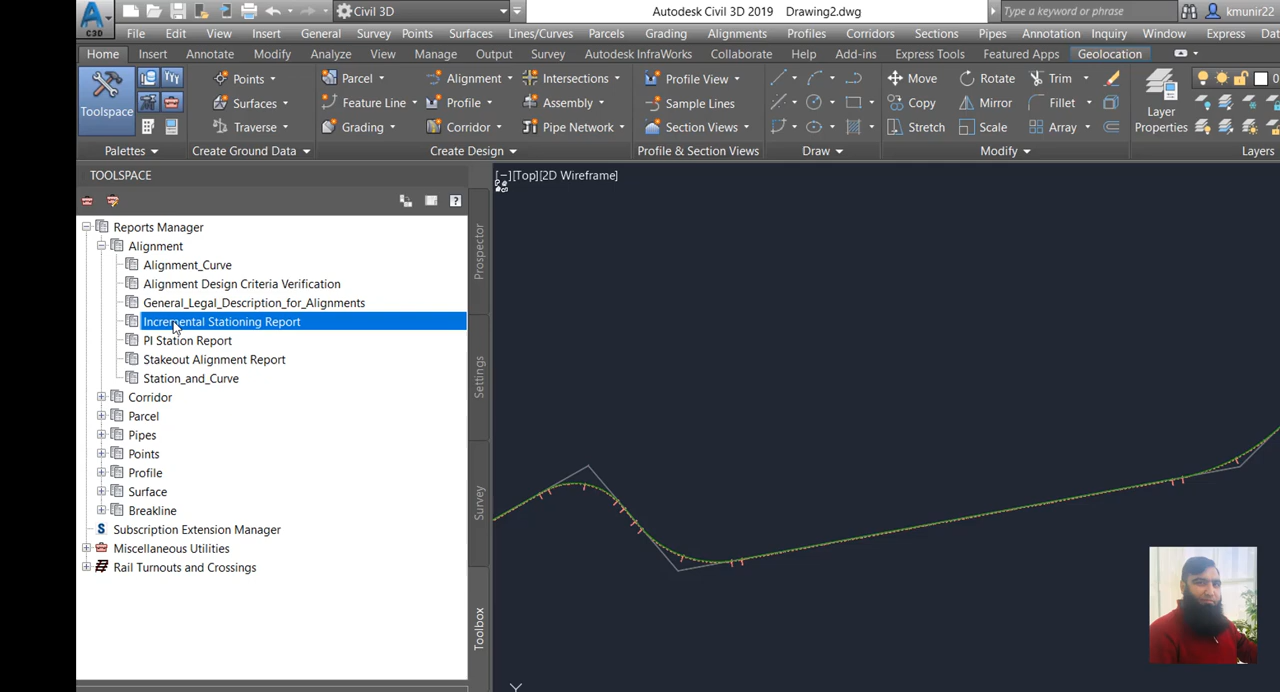 Civil 3D
Autodesk Civil 3D 2019 Drawing2.dwg
Type a keyword or phrase
kmunir22
C3D
File Edit View Insert General Survey Points Surfaces Lines/Curves Parcels Grading Alignments Profiles Corridors Sections Pipes Annotation Inquiry Window Express
Home Insert Annotate Modify Analyze View Manage Output Survey Autodesk InfraWorks Collaborate Help Add-ins Express Tools Featured Apps Geolocation
Toolspace
Points
Surfaces
Traverse
Parcel
Feature Line
Grading
Alignment
Profile
Corridor
Intersections
Assembly
Pipe Network
Profile View
Sample Lines
Section Views
Move
Copy
Stretch
Rotate
Mirror
Scale
Trim
Fillet
Array
Layer
Properties
Palettes Create Ground Data Create Design Profile & Section Views Draw Modify Layers
TOOLSPACE
[−][Top][2D Wireframe]
Reports Manager
Alignment
Alignment_Curve
Alignment Design Criteria Verification
General_Legal_Description_for_Alignments
Incremental Stationing Report
PI Station Report
Stakeout Alignment Report
Station_and_Curve
Corridor
Parcel
Pipes
Points
Profile
Surface
Breakline
Subscription Extension Manager
Miscellaneous Utilities
Rail Turnouts and Crossings
Prospector
Settings
Survey
Toolbox
Y